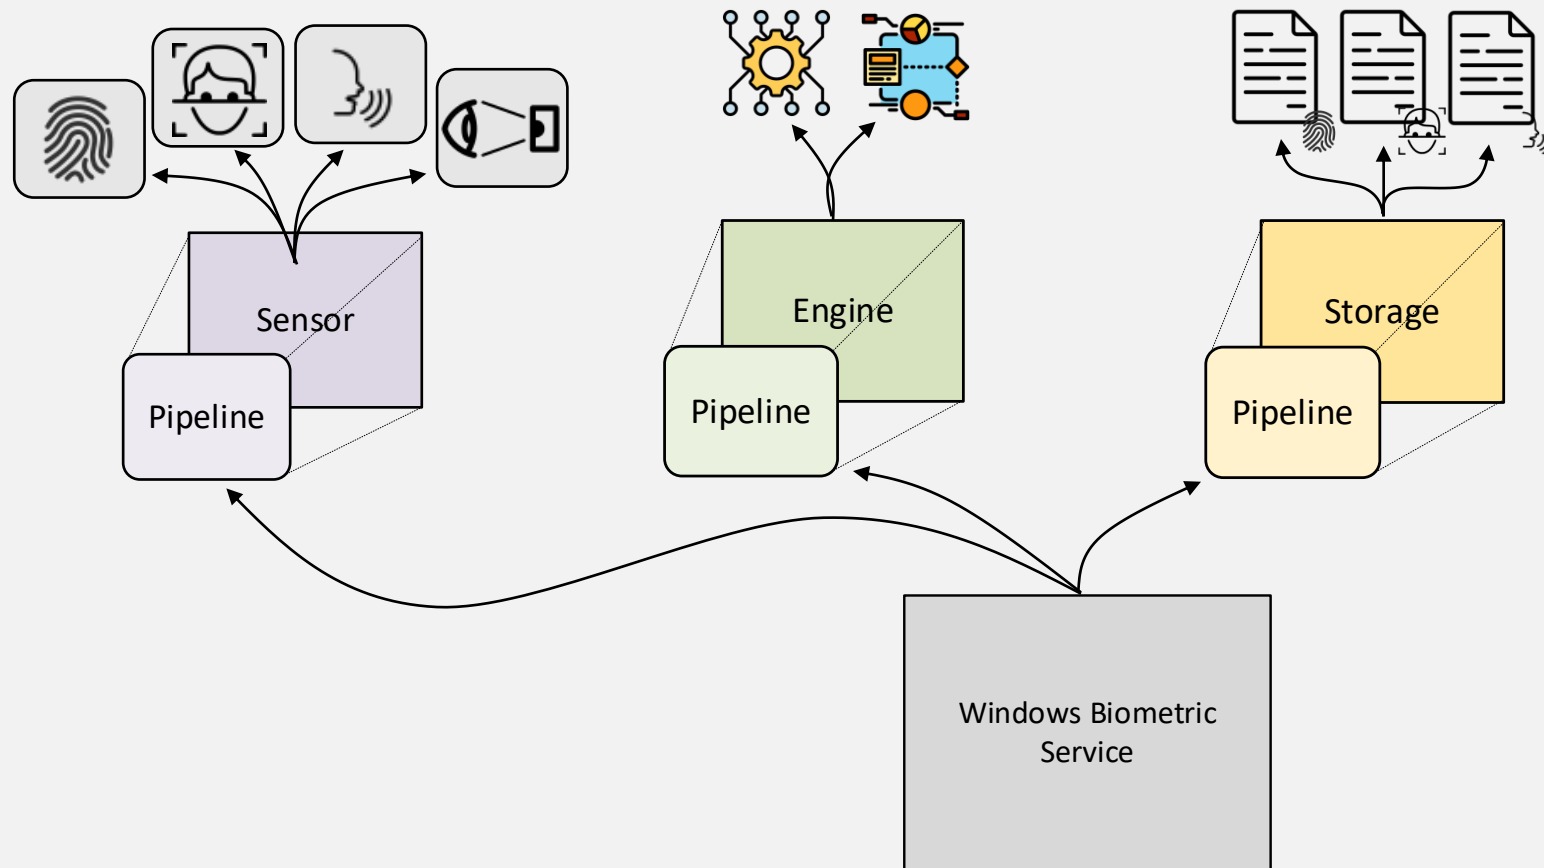 Sensor
Pipeline
Engine
Pipeline
Storage
Pipeline
Windows Biometric
Service